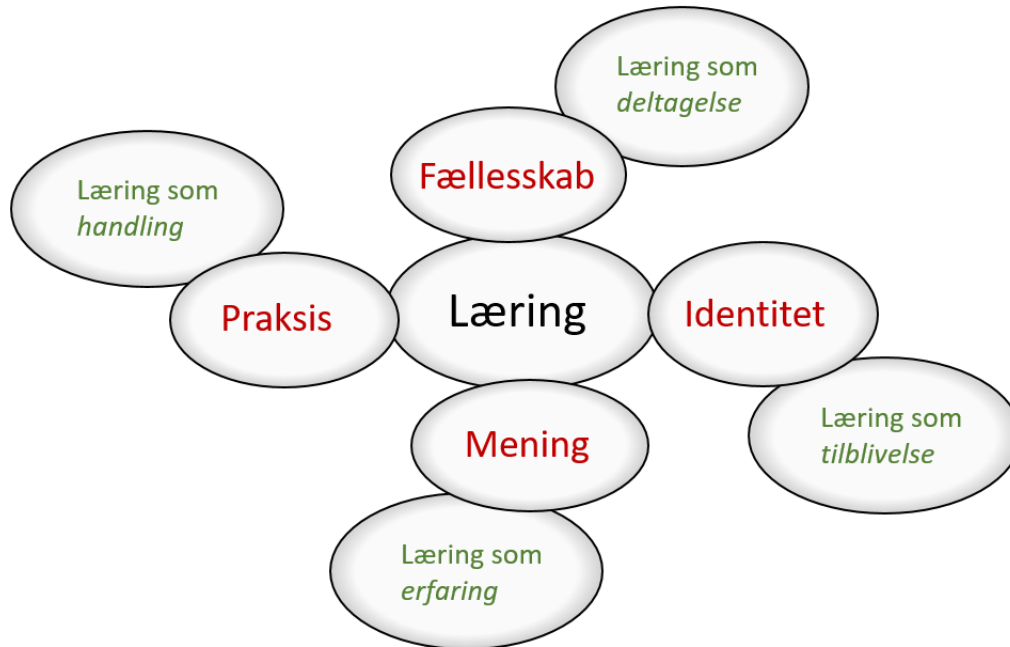 Læring som
deltagelse
Fællesskab
Læring som
handling
Praksis
Læring
Identitet
Mening
Læring som
tilblivelse
Læring som
erfaring